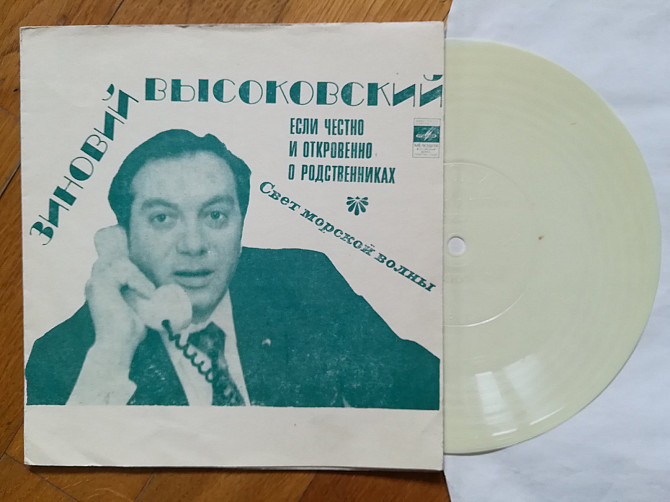 ЗИНОВИЙ ВЫСОКОВСКИЙ
ЕСЛИ ЧЕСТНО
И ОТКРОВЕННО
О РОДСТВЕННИКАХ
Свет морской волны